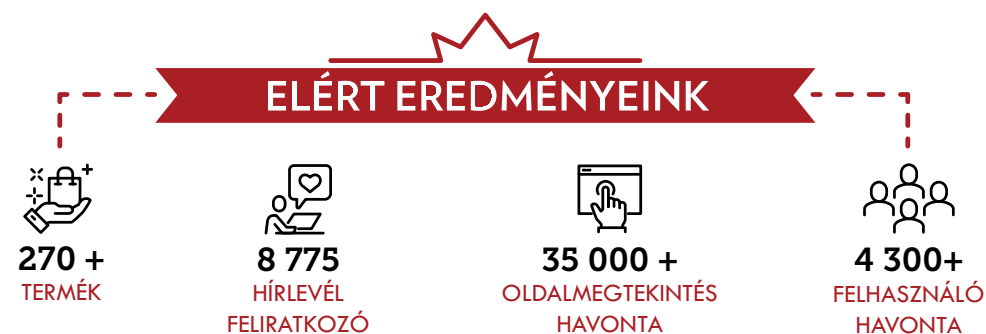 ELÉRT EREDMÉNYEINK
270 +
TERMÉK
8 775
HÍRLEVÉL
FELIRATKOZÓ
35 000 +
OLDALMEGTEKINTÉS
HAVONTA
4 300+
FELHASZNÁLÓ
HAVONTA